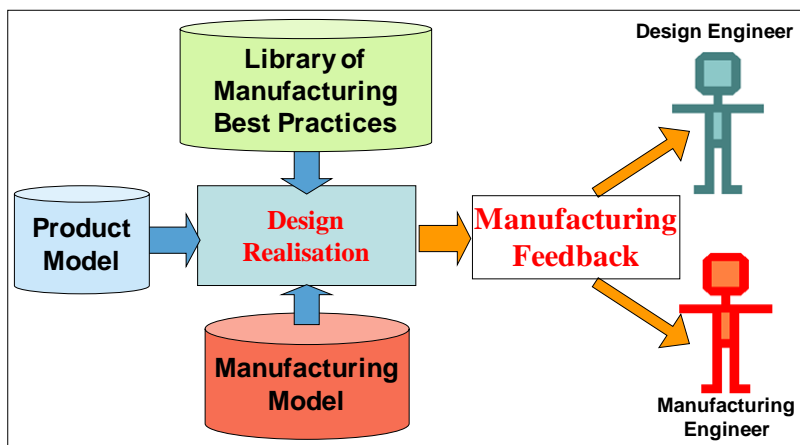 Library of
Manufacturing
Best Practices
Design Engineer
Product
Model
Design
Realisation
Manufacturing
Feedback
Manufacturing
Model
Manufacturing
Engineer